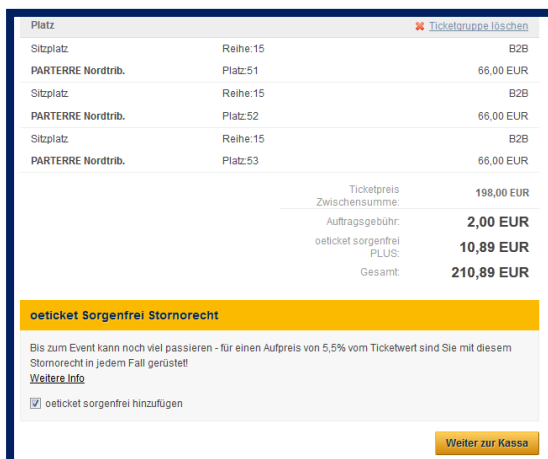 Platz Ticketgruppe löschen
Sitzplatz Reihe:15 B2B
PARTERRE Nordtrib. Platz:51 66,00 EUR
Sitzplatz Reihe:15 B2B
PARTERRE Nordtrib. Platz:52 66,00 EUR
Sitzplatz Reihe:15 B2B
PARTERRE Nordtrib. Platz:53 66,00 EUR
Ticketpreis
Zwischensumme: 198,00 EUR
Auftragsgebühr: 2,00 EUR
oeticket sorgenfrei
PLUS: 10,89 EUR
Gesamt: 210,89 EUR
oeticket Sorgenfrei Stornorecht
Bis zum Event kann noch viel passieren - für einen Aufpreis von 5,5% vom Ticketwert sind Sie mit diesem
Stornorecht in jedem Fall gerüstet!
Weitere Info
oeticket sorgenfrei hinzufügen
Weiter zur Kassa